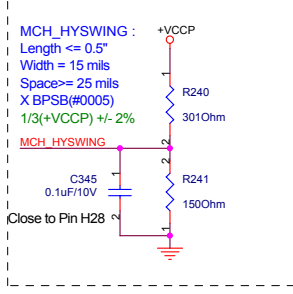 MCH_HYSWING :
Length <= 0.5"
Width = 15 mils
Space>= 25 mils
X BPSB(#0005)
1/3(+VCCP) +/- 2%
+VCCP
1
R240
301Ohm
2
MCH_HYSWING
1
C345
0.1uF/10V
2
Close to Pin H28
2
R241
150Ohm
1